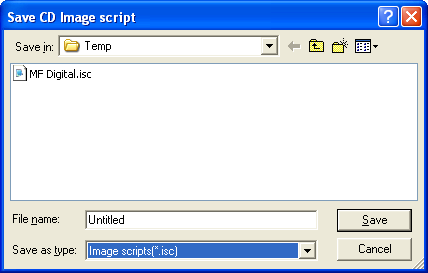 Save CD Image script
Save in: Temp
MF Digital.isc
File name: Untitled Save
Save as type: Image scripts(*.isc) Cancel